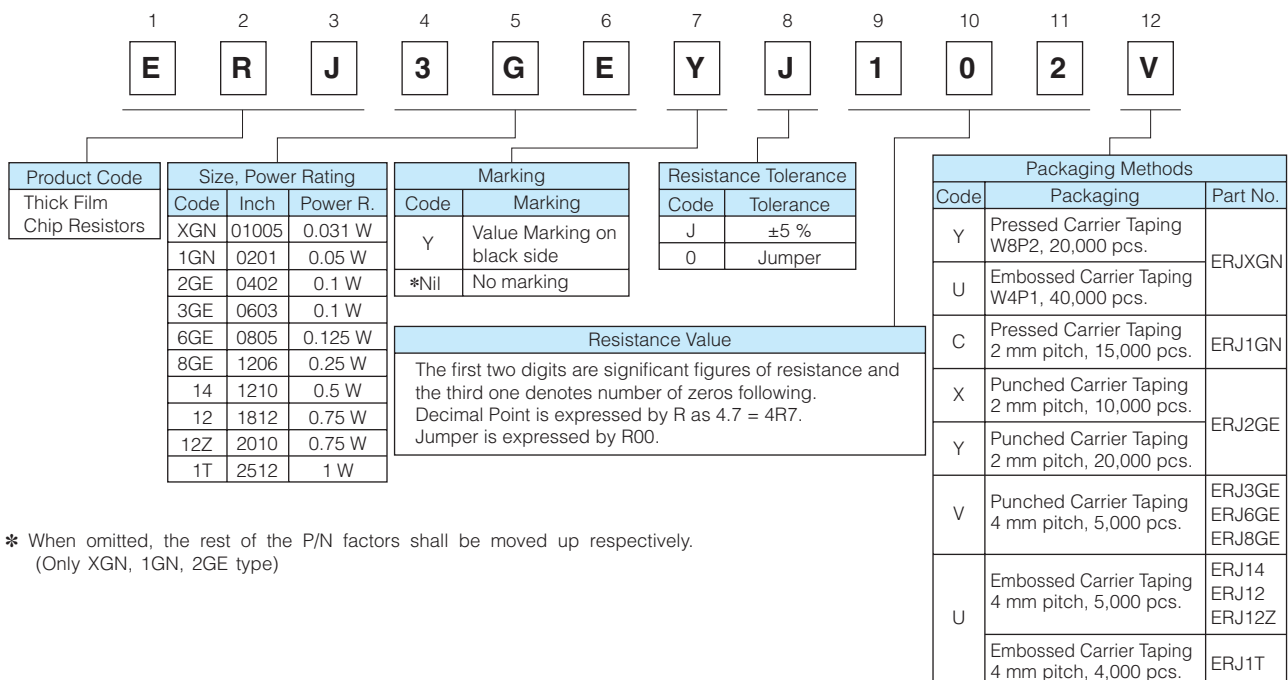 1 2 3 4 5 6 7 8 9 10 11 12
E R J 3 G E Y J 1 0 2 V
Product Code
Thick Film
Chip Resistors
Size, Power Rating
Code Inch Power R.
XGN 01005 0.031 W
1GN 0201 0.05 W
2GE 0402 0.1 W
3GE 0603 0.1 W
6GE 0805 0.125 W
8GE 1206 0.25 W
14 1210 0.5 W
12 1812 0.75 W
12Z 2010 0.75 W
1T 2512 1 W
Marking
Code Marking
Y Value Marking on
black side
✻Nil No marking
Resistance Tolerance
Code Tolerance
J ±5 %
0 Jumper
Resistance Value
The first two digits are significant figures of resistance and
the third one denotes number of zeros following.
Decimal Point is expressed by R as 4.7 = 4R7.
Jumper is expressed by R00.
Packaging Methods
Code Packaging Part No.
Y Pressed Carrier Taping
W8P2, 20,000 pcs.
ERJXGN
U Embossed Carrier Taping
W4P1, 40,000 pcs.
C Pressed Carrier Taping
2 mm pitch, 15,000 pcs.
ERJ1GN
X Punched Carrier Taping
2 mm pitch, 10,000 pcs.
ERJ2GE
Y Punched Carrier Taping
2 mm pitch, 20,000 pcs.
V Punched Carrier Taping
4 mm pitch, 5,000 pcs.
ERJ3GE
ERJ6GE
ERJ8GE
U Embossed Carrier Taping
4 mm pitch, 5,000 pcs.
ERJ14
ERJ12
ERJ12Z
Embossed Carrier Taping
4 mm pitch, 4,000 pcs.
ERJ1T
✻ When omitted, the rest of the P/N factors shall be moved up respectively.
(Only XGN, 1GN, 2GE type)